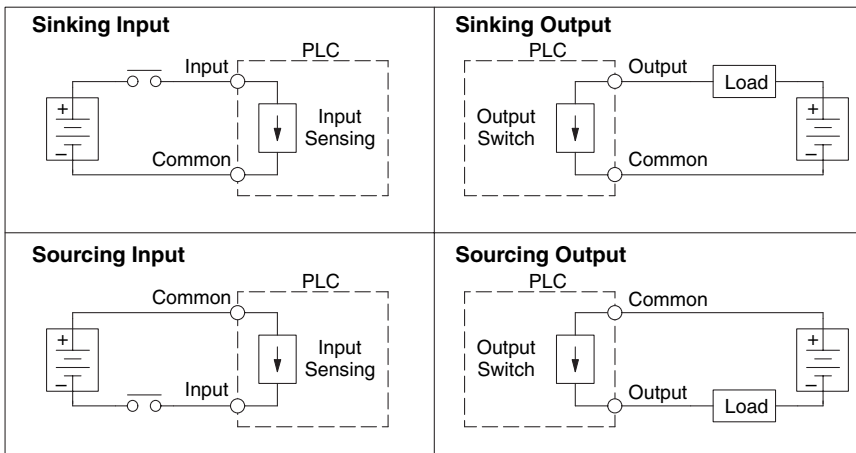 Sinking Input
PLC
Input
+
Input
Sensing
–
Common
Sinking Output
PLC
Output
Load
+
Output
Switch
–
Common
Sourcing Input
PLC
Common
+
Input
Sensing
–
Input
Sourcing Output
PLC
Common
+
Output
Switch
–
Output
Load